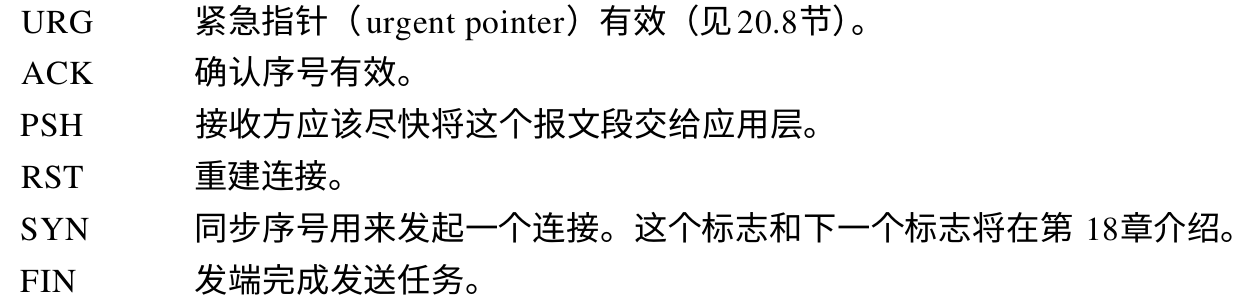 URG 紧急指针（urgent pointer）有效（见20.8节）。
ACK 确认序号有效。
PSH 接收方应该尽快将这个报文段交给应用层。
RST 重建连接。
SYN 同步序号用来发起一个连接。这个标志和下一个标志将在第 18章介绍。
FIN 发端完成发送任务。